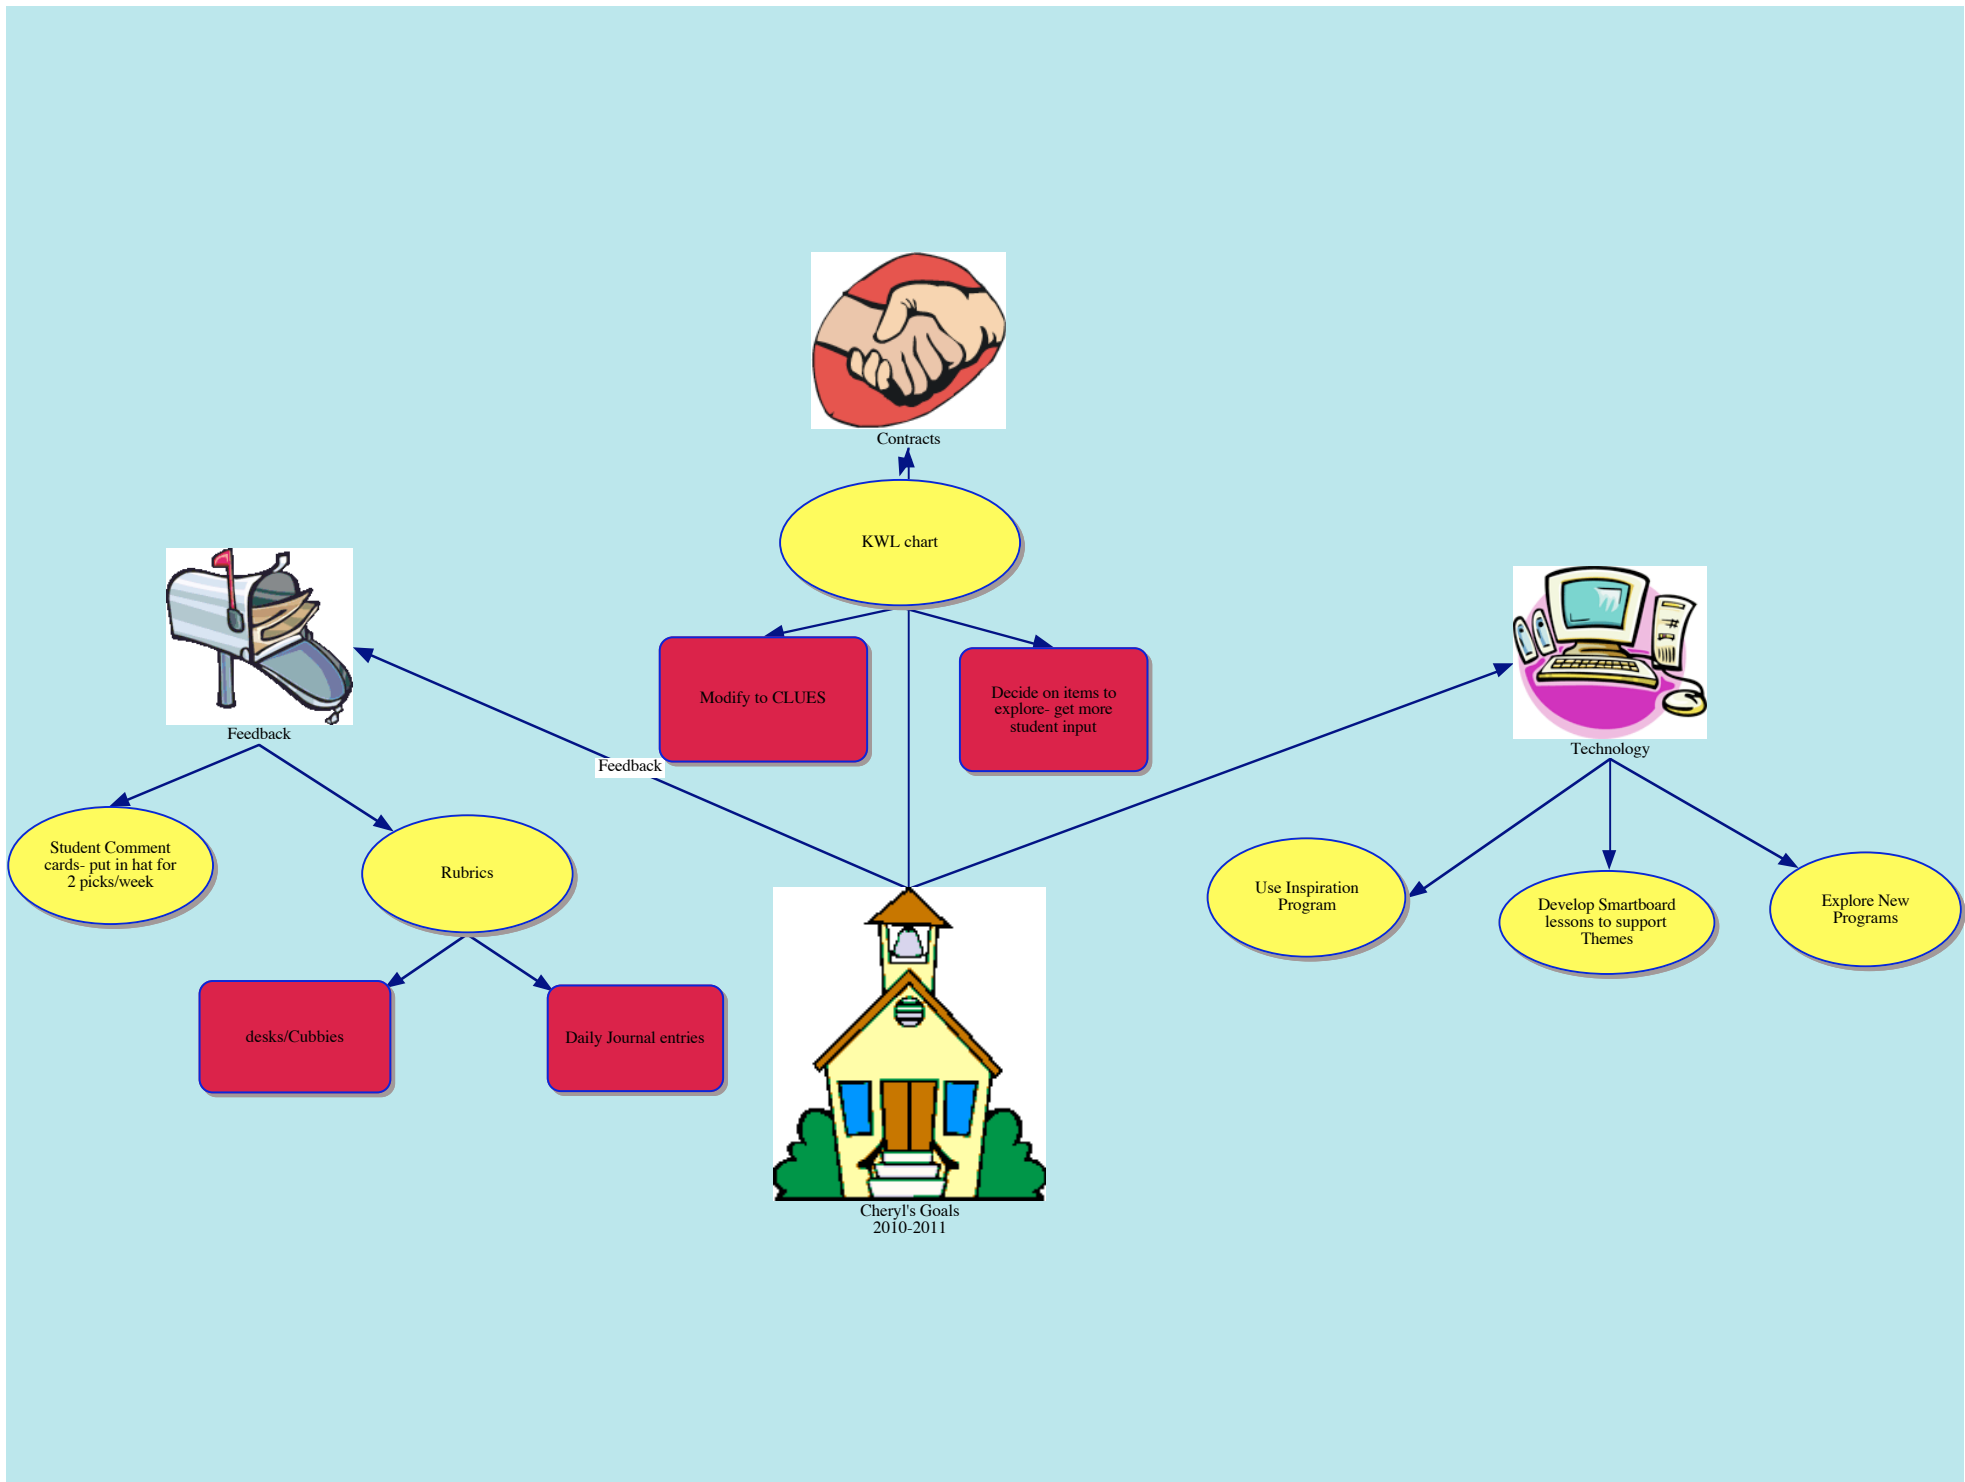 Contracts
KWL chart
Modify to CLUES
Decide on items to
explore- get more
student input
Feedback
Feedback
Student Comment
cards- put in hat for
2 picks/week
Rubrics
desks/Cubbies
Daily Journal entries
Technology
Use Inspiration
Program
Develop Smartboard
lessons to support
Themes
Explore New
Programs
Cheryl's Goals
2010-2011